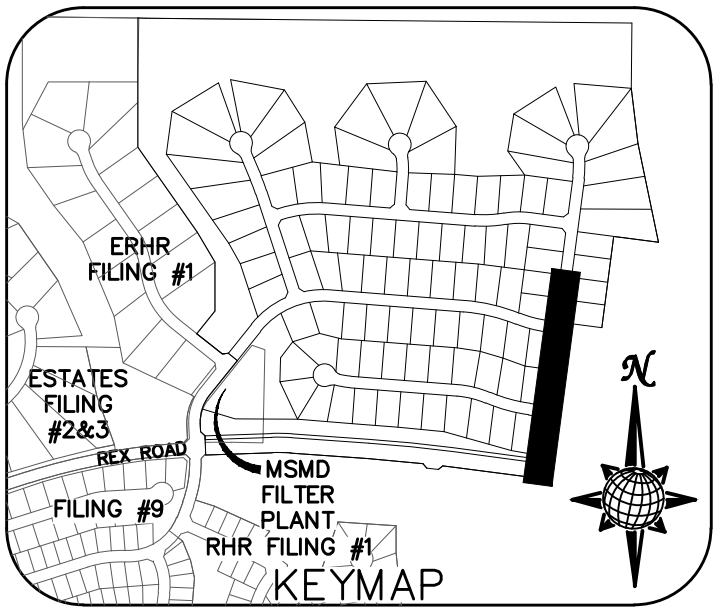 ERHR
FILING #1
N
ESTATES
FILING
#2&3
REX ROAD
MSMD
FILTER
PLANT
FILING #9
RHR FILING #1
KEYMAP